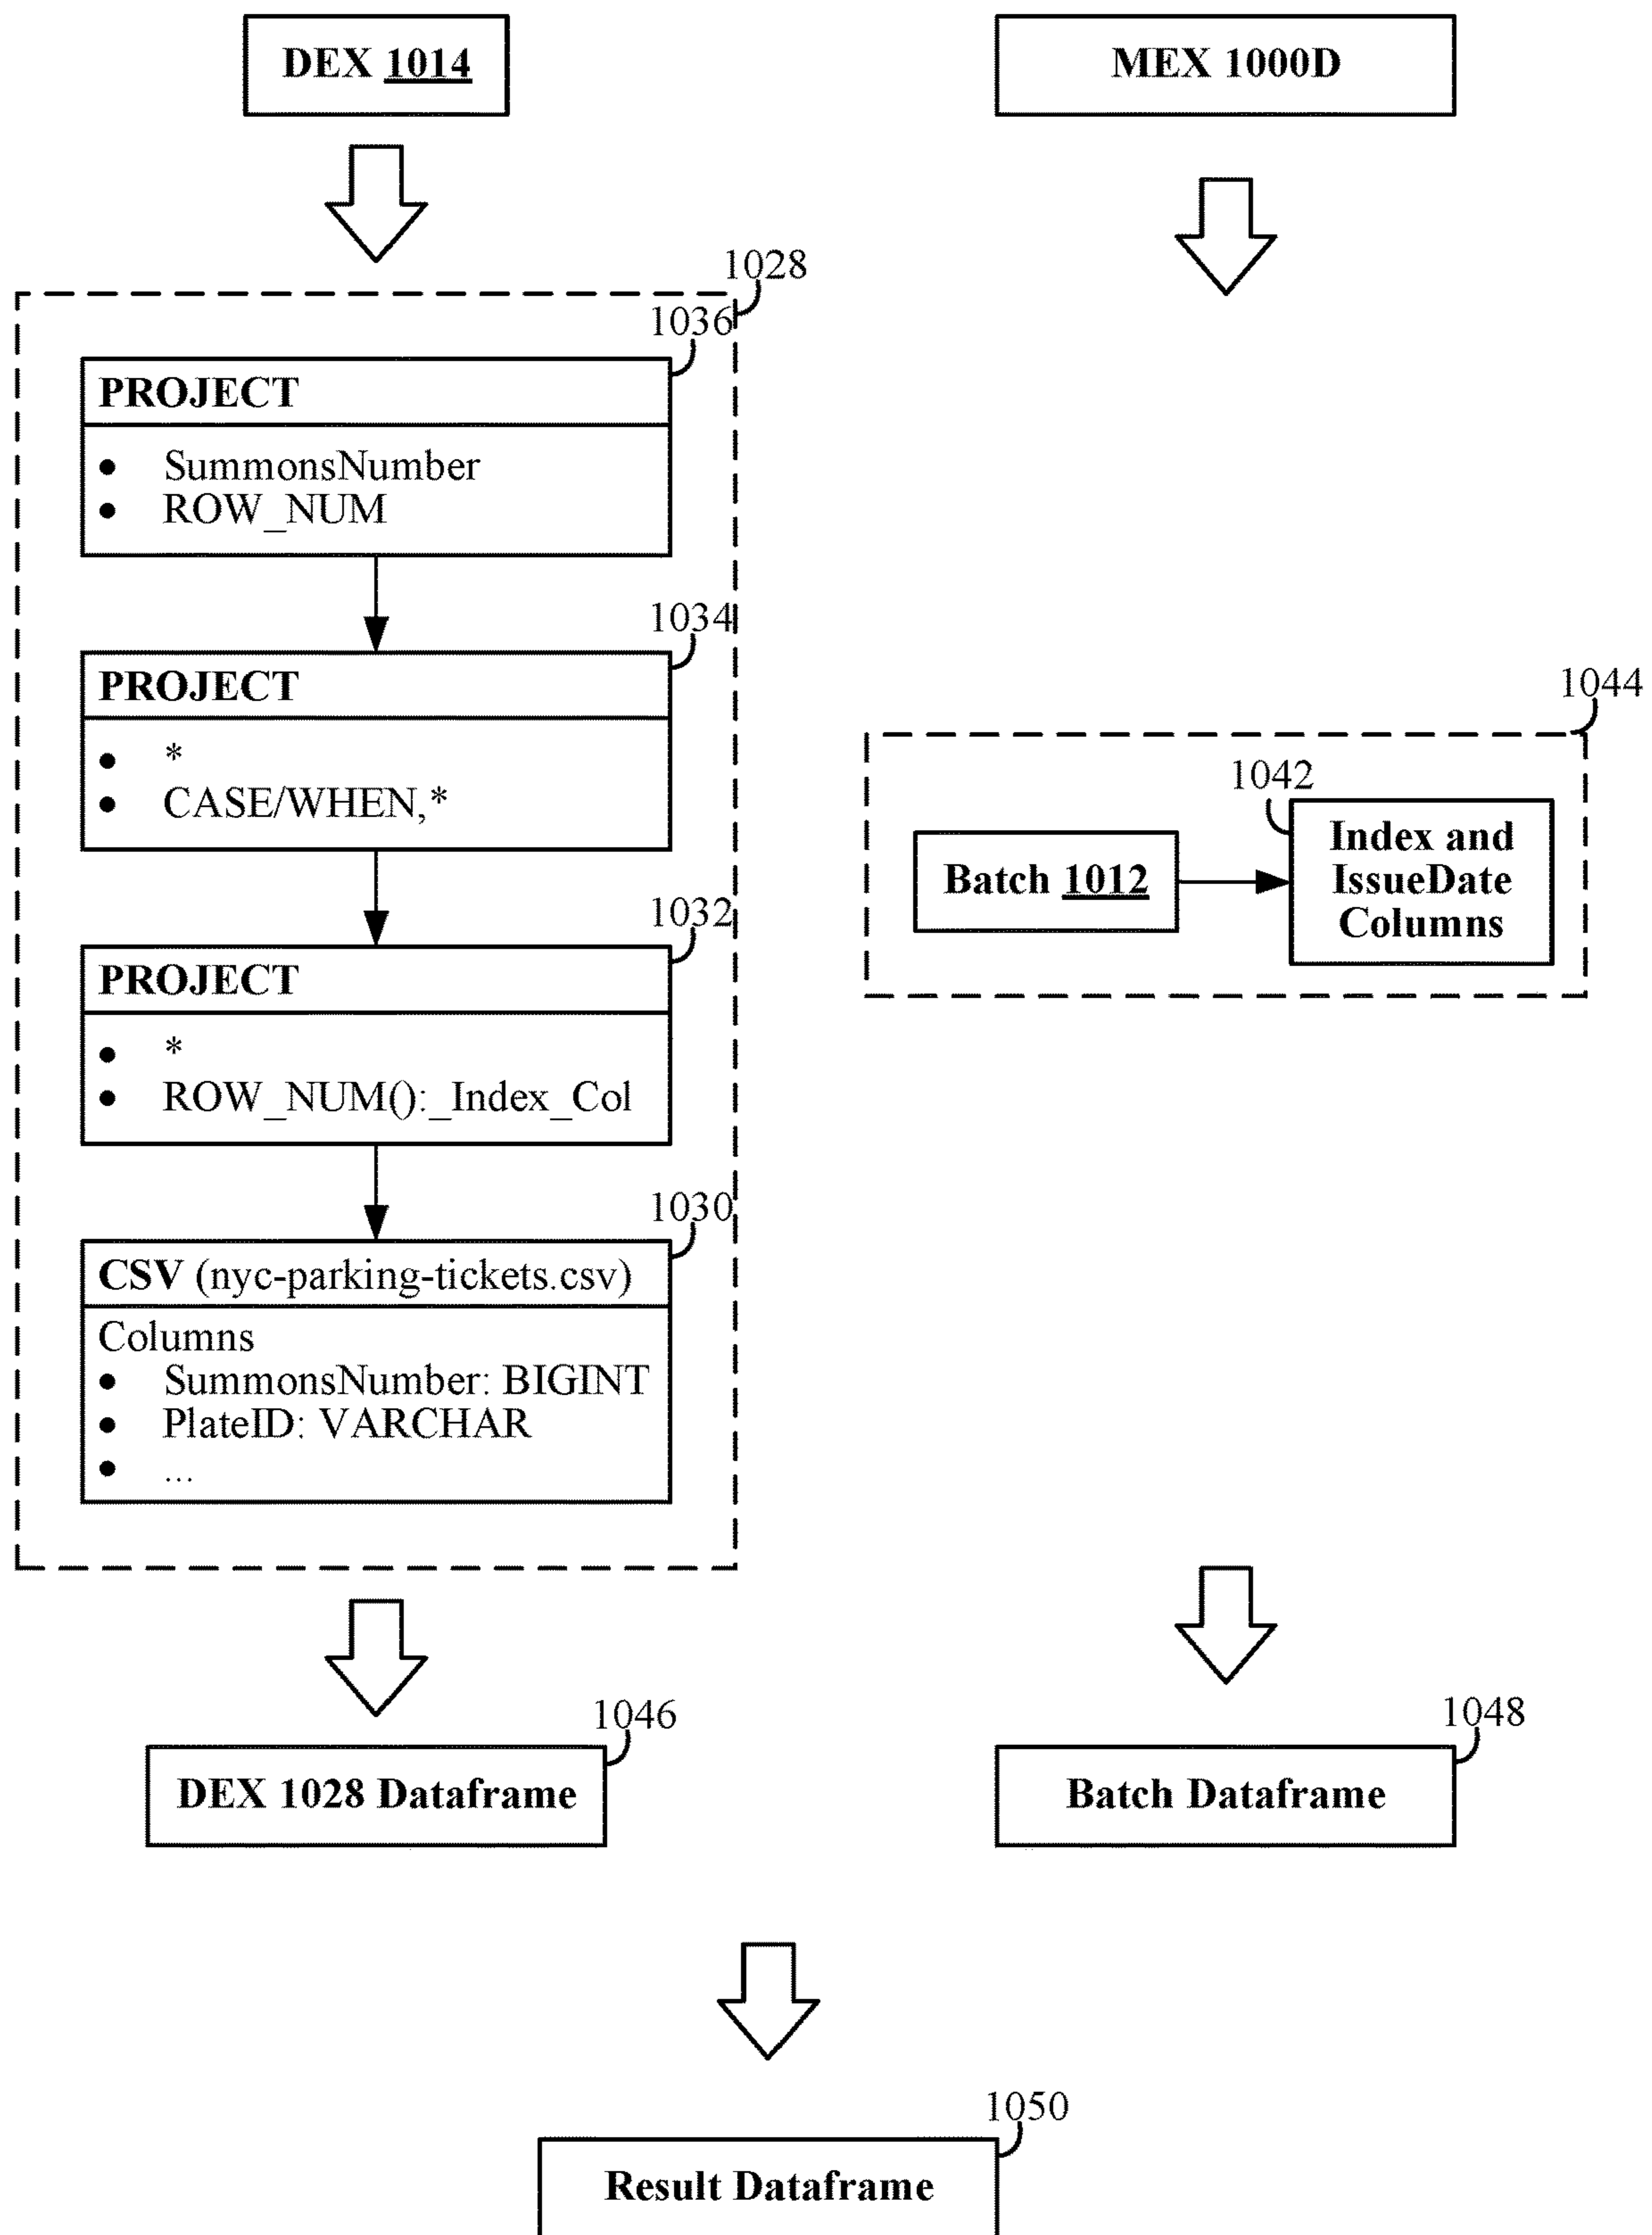 DEX 1014
MEX 1000D
1028
1036
PROJECT
• SummonsNumber
• ROW_NUM
1034
PROJECT
• *
• CASE/WHEN,*
1032
PROJECT
• *
• ROW_NUM():_Index_Col
1030
CSV (nyc-parking-tickets.csv)
Columns
• SummonsNumber: BIGINT
• PlateID: VARCHAR
• ...
1044
1042
Batch 1012
Index and
IssueDate
Columns
1046
DEX 1028 Dataframe
1048
Batch Dataframe
1050
Result Dataframe